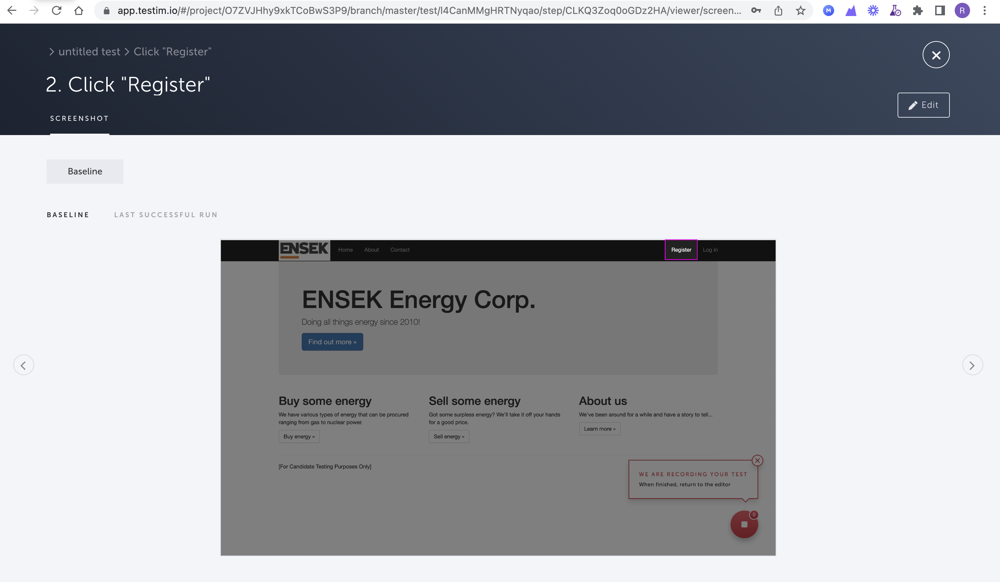 app.testim.io/#/project/O7ZVJHhy9xkTCoBwS3P9/branch/master/test/l4CanMMgHRTNyqao/step/CLKQ3Zoq0oGDz2HA/viewer/screen...
M
R
> untitled test > Click "Register"
2. Click "Register"
Edit
SCREENSHOT
Baseline
BASELINE LAST SUCCESSFUL RUN
ENSEK Home About Contact Register Log in
ENSEK Energy Corp.
Doing all things energy since 2010!
Find out more »
Buy some energy
We have various types of energy that can be procured
ranging from gas to nuclear power.
Buy energy »
Sell some energy
Got some surpless energy? We'll take it off your hands
for a good price.
Sell energy »
About us
We've been around for a while and have a story to tell...
Learn more »
[For Candidate Testing Purposes Only]
WE ARE RECORDING YOUR TEST
When finished, return to the editor
0